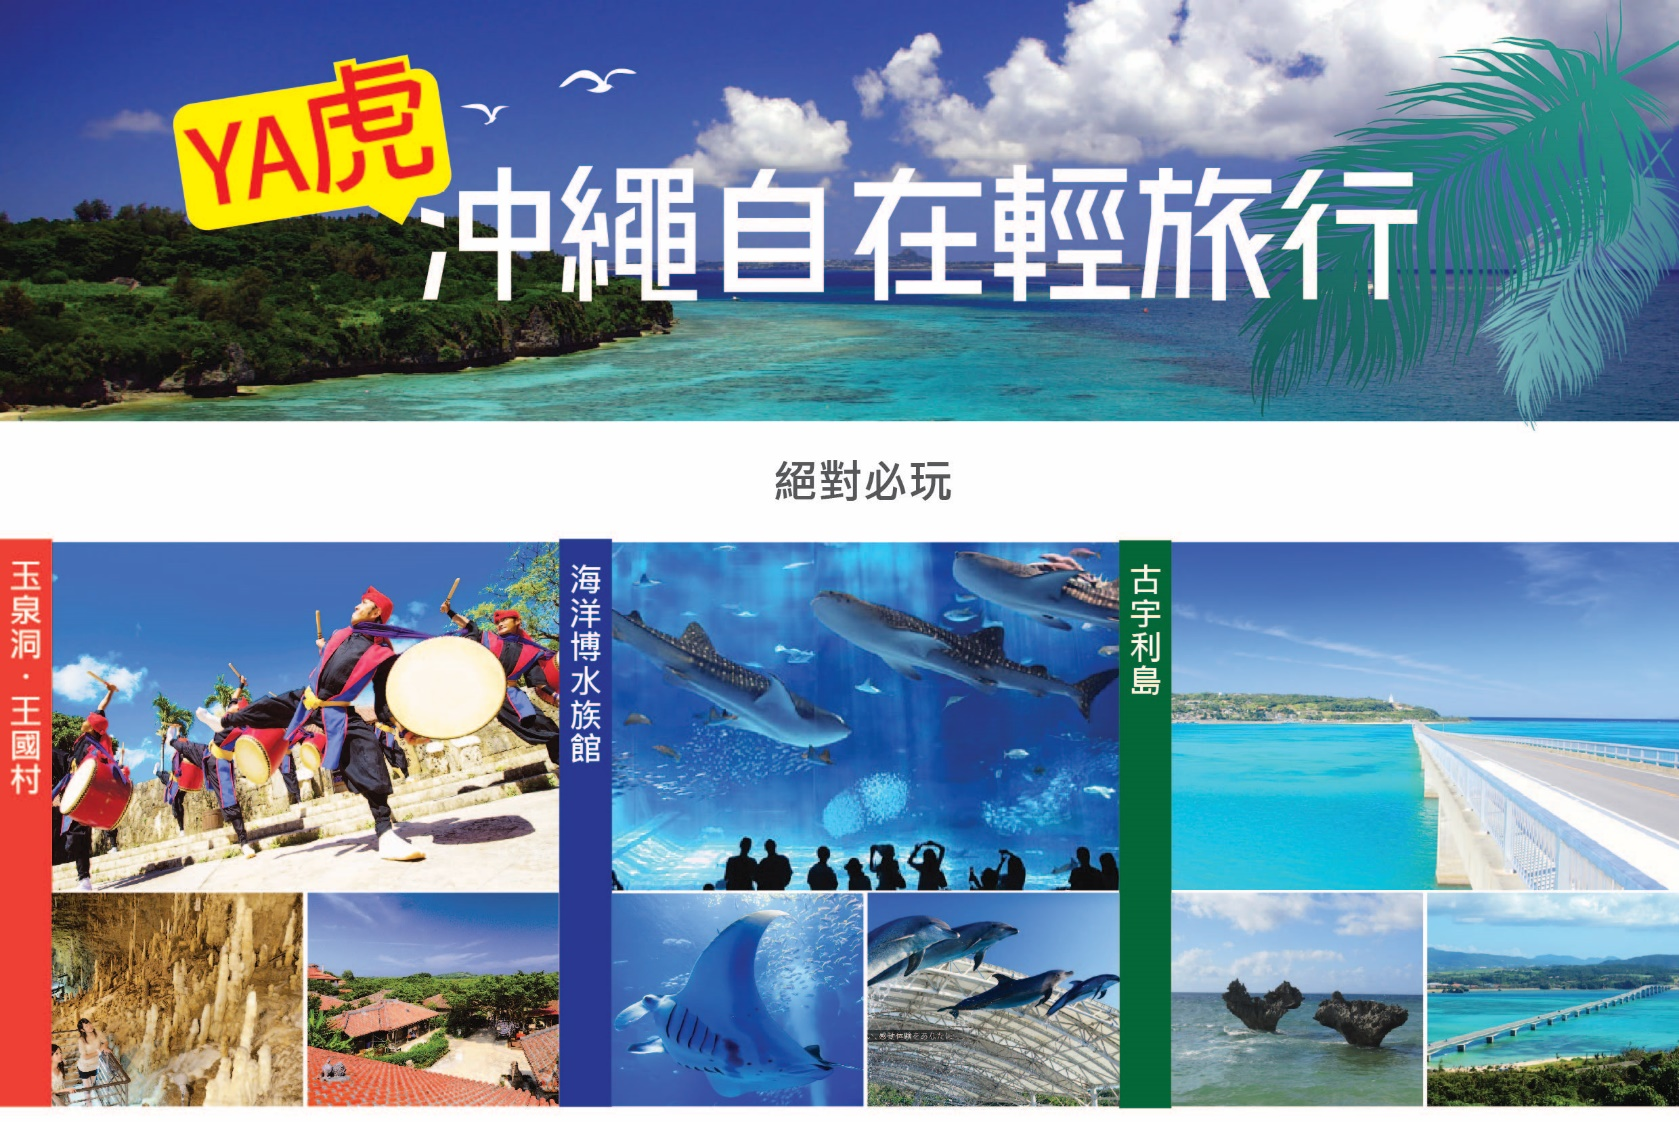 YA虎
沖繩自在輕旅行
絕對必玩
玉泉洞・王國村
海洋博水族館
古宇利島